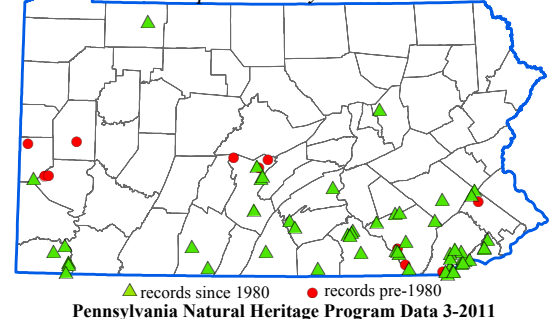 records since 1980 records pre-1980
Pennsylvania Natural Heritage Program Data 3-2011